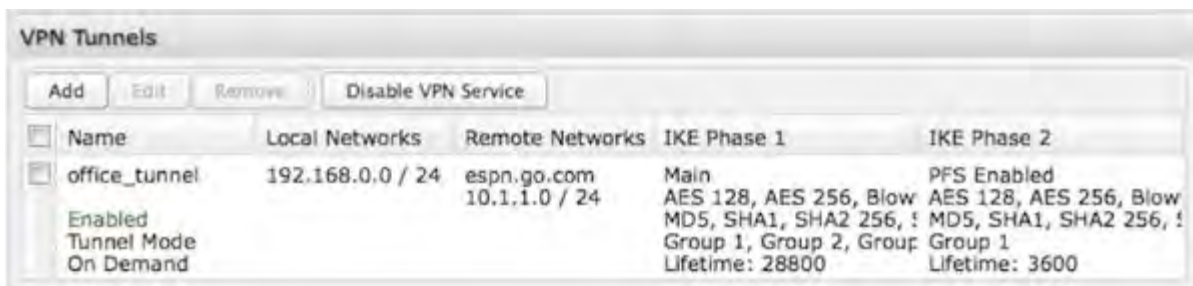 VPN Tunnels
Add Edit Remove Disable VPN Service
Name Local Networks Remote Networks IKE Phase 1 IKE Phase 2
office_tunnel 192.168.0.0 / 24 espn.go.com Main PFS Enabled
10.1.1.0 / 24 AES 128, AES 256, Blow AES 128, AES 256, Blow
Enabled MD5, SHA1, SHA2 256, MD5, SHA1, SHA2 256,
Tunnel Mode Group 1, Group 2, Group Group 1
On Demand Lifetime: 28800 Lifetime: 3600